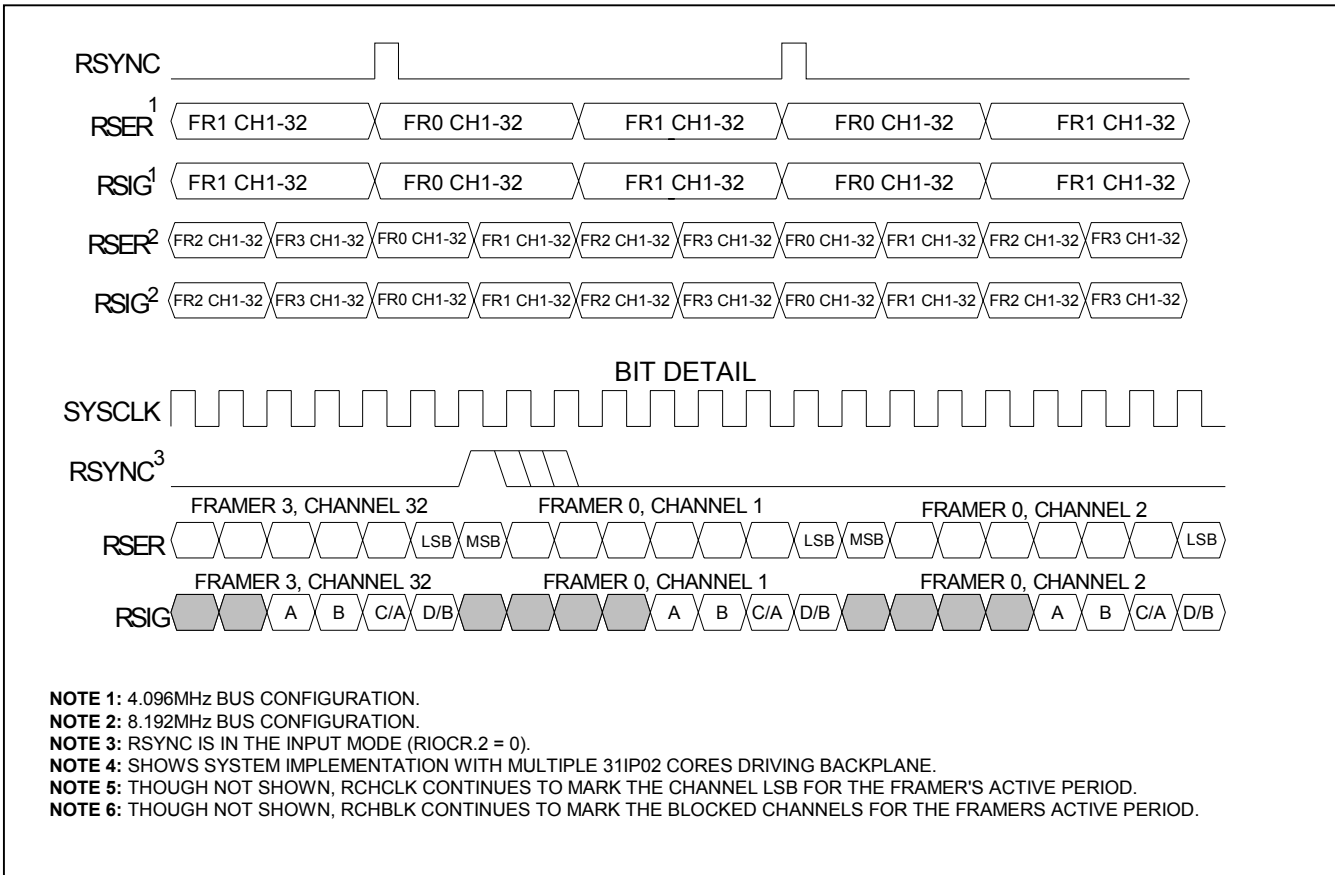 RSYNC
RSER1 FR1 CH1-32 FR0 CH1-32 FR1 CH1-32 FR0 CH1-32 FR1 CH1-32
RSIG1 FR1 CH1-32 FR0 CH1-32 FR1 CH1-32 FR0 CH1-32 FR1 CH1-32
RSER2 FR2 CH1-32 FR3 CH1-32 FR0 CH1-32 FR1 CH1-32 FR2 CH1-32 FR3 CH1-32 FR0 CH1-32 FR1 CH1-32 FR2 CH1-32 FR3 CH1-32
RSIG2 FR2 CH1-32 FR3 CH1-32 FR0 CH1-32 FR1 CH1-32 FR2 CH1-32 FR3 CH1-32 FR0 CH1-32 FR1 CH1-32 FR2 CH1-32 FR3 CH1-32
BIT DETAIL
SYSCLK
RSYNC3
FRAMER 3, CHANNEL 32 FRAMER 0, CHANNEL 1 FRAMER 0, CHANNEL 2
RSER LSB MSB LSB MSB LSB
FRAMER 3, CHANNEL 32 FRAMER 0, CHANNEL 1 FRAMER 0, CHANNEL 2
RSIG A B C/A D/B A B C/A D/B A B C/A D/B
NOTE 1: 4.096MHz BUS CONFIGURATION.
NOTE 2: 8.192MHz BUS CONFIGURATION.
NOTE 3: RSYNC IS IN THE INPUT MODE (RIOCR.2 = 0).
NOTE 4: SHOWS SYSTEM IMPLEMENTATION WITH MULTIPLE 31IP02 CORES DRIVING BACKPLANE.
NOTE 5: THOUGH NOT SHOWN, RCHCLK CONTINUES TO MARK THE CHANNEL LSB FOR THE FRAMER'S ACTIVE PERIOD.
NOTE 6: THOUGH NOT SHOWN, RCHBLK CONTINUES TO MARK THE BLOCKED CHANNELS FOR THE FRAMERS ACTIVE PERIOD.